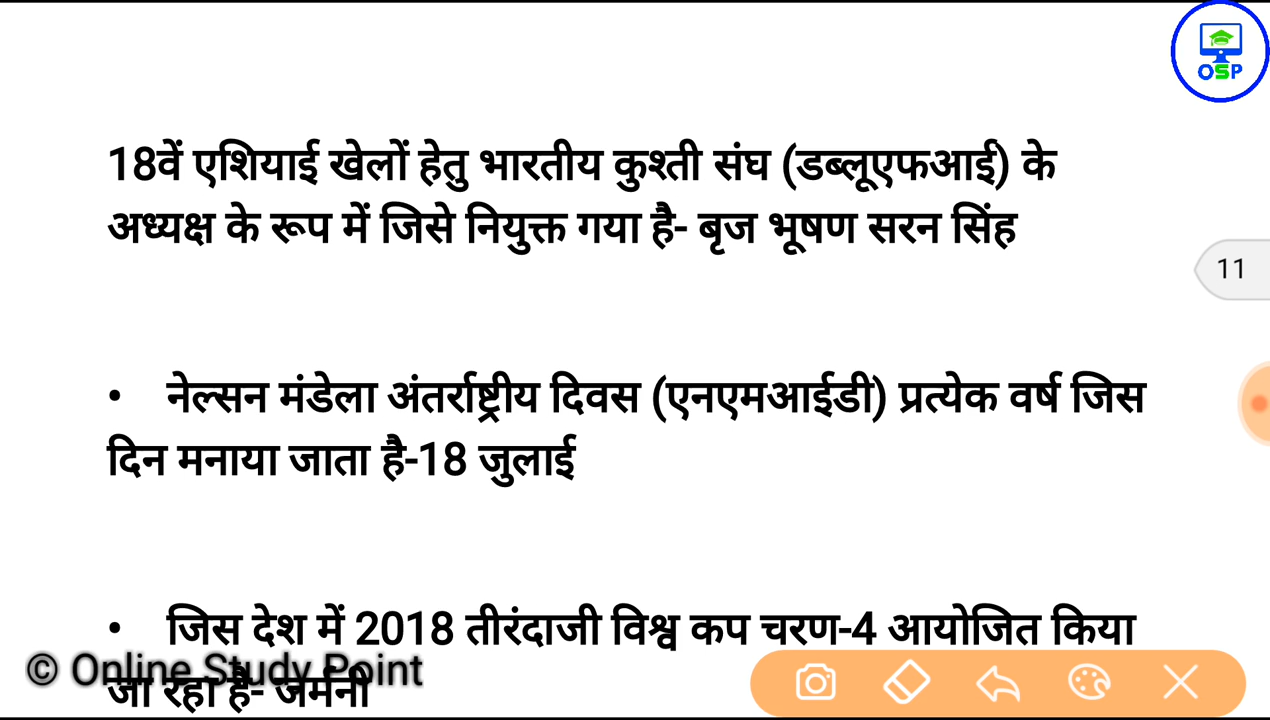 OSP
18वें एशियाई खेलों हेतु भारतीय कुश्ती संघ (डब्लूएफआई) के
अध्यक्ष के रूप में जिसे नियुक्त गया है- बृज भूषण सरन सिंह
11
• नेल्सन मंडेला अंतर्राष्ट्रीय दिवस (एनएमआईडी) प्रत्येक वर्ष जिस
दिन मनाया जाता है-18 जुलाई
• जिस देश में 2018 तीरंदाजी विश्व कप चरण-4 आयोजित किया
© Online Study Point
जा रहा है- जर्मनी